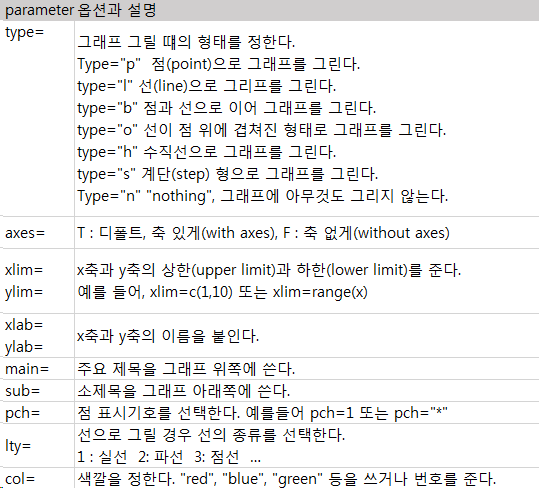 parameter 옵션과 설명
type=
그래프 그릴 떄의 형태를 정한다.
Type="p"  점(point)으로 그래프를 그린다.
type="l" 선(line)으로 그리프를 그린다.
type="b" 점과 선으로 이어 그래프를 그린다.
type="o" 선이 점 위에 겹쳐진 형태로 그래프를 그린다.
type="h" 수직선으로 그래프를 그린다.
type="s" 계단(step) 형으로 그래프를 그린다.
Type="n" "nothing", 그래프에 아무것도 그리지 않는다.
axes= T : 디폴트, 축 있게(with axes), F : 축 없게(without axes)
xlim= x축과 y축의 상한(upper limit)과 하한(lower limit)를 준다.
ylim= 예를 들어, xlim=c(1,10) 또는 xlim=range(x)
xlab=
ylab=
x축과 y축의 이름을 붙인다.
main= 주요 제목을 그래프 위쪽에 쓴다.
sub= 소제목을 그래프 아래쪽에 쓴다.
pch= 점 표시기호를 선택한다. 예를들어 pch=1 또는 pch="*"
lty=
선으로 그릴 경우 선의 종류를 선택한다.
1 : 실선  2: 파선  3: 점선  ...
col= 색깔을 정한다. "red", "blue", "green" 등을 쓰거나 번호를 준다.